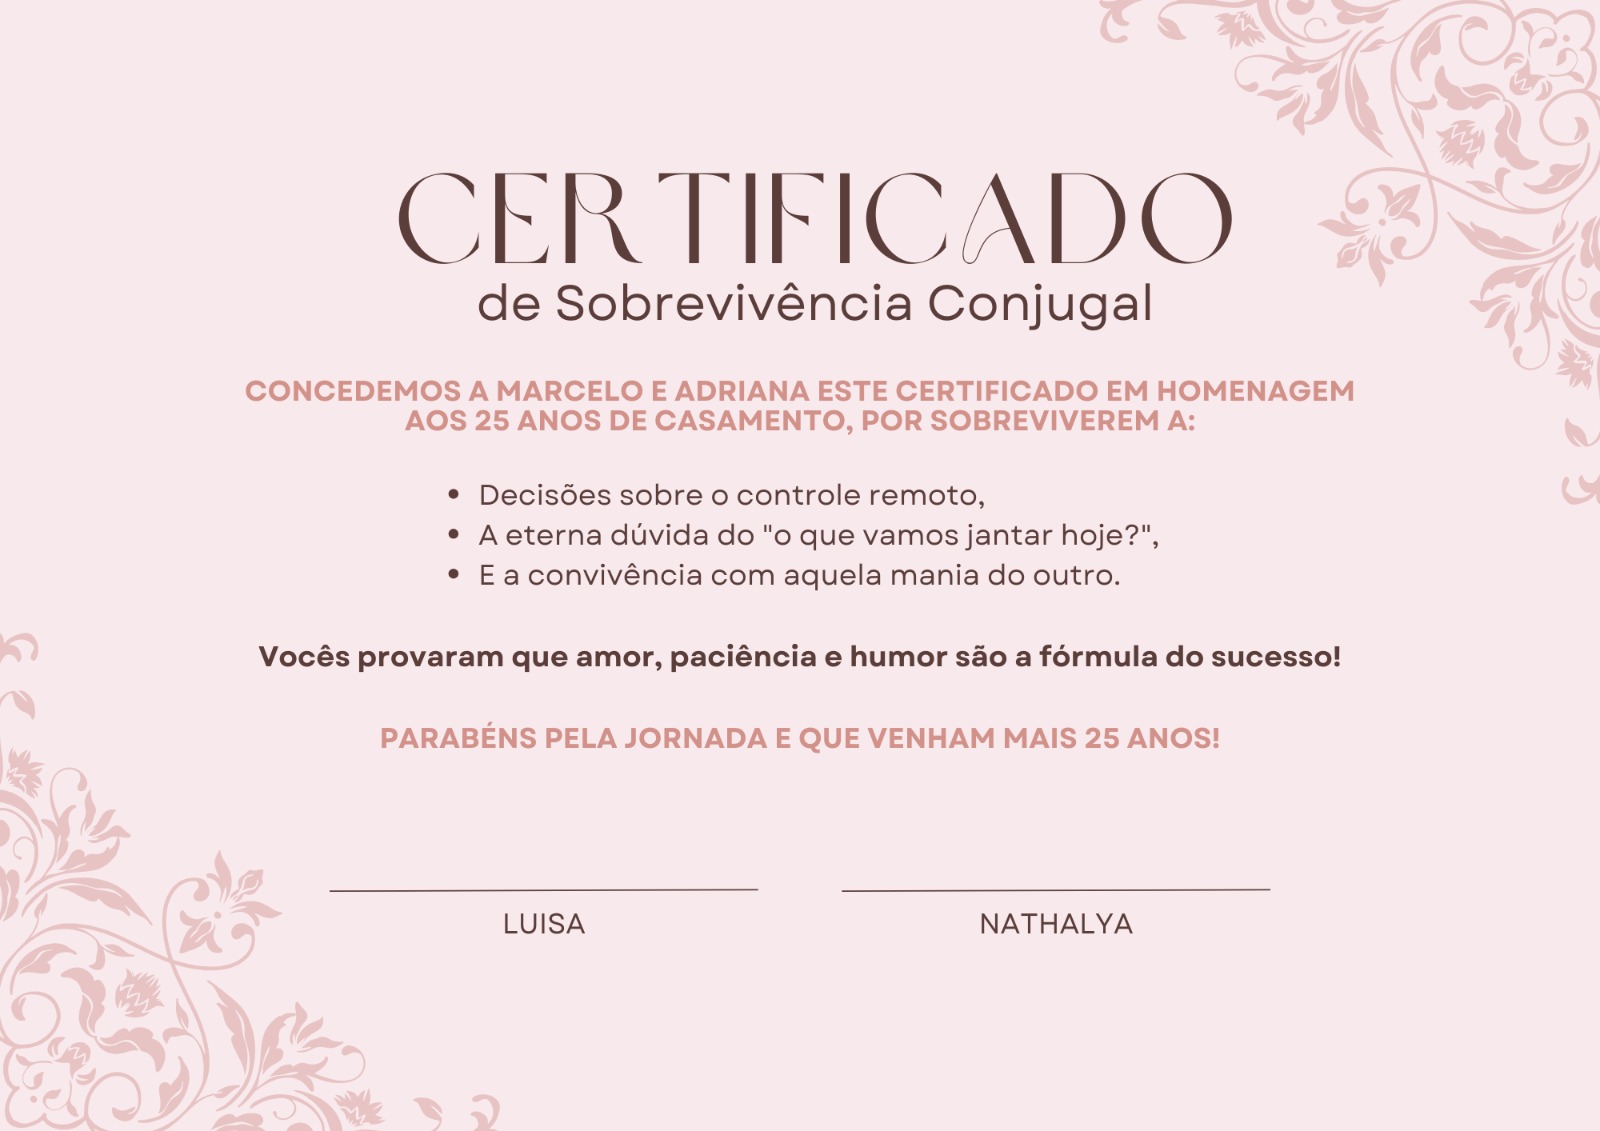 CERTIFICADO
de Sobrevivência Conjugal
CONCEDEMOS A MARCELO E ADRIANA ESTE CERTIFICADO EM HOMENAGEM
AOS 25 ANOS DE CASAMENTO, POR SOBREVIVEREM A:
• Decisões sobre o controle remoto,
• A eterna dúvida do "o que vamos jantar hoje?",
• E a convivência com aquela mania do outro.
Vocês provaram que amor, paciência e humor são a fórmula do sucesso!
PARABÉNS PELA JORNADA E QUE VENHAM MAIS 25 ANOS!
LUISA
NATHALYA